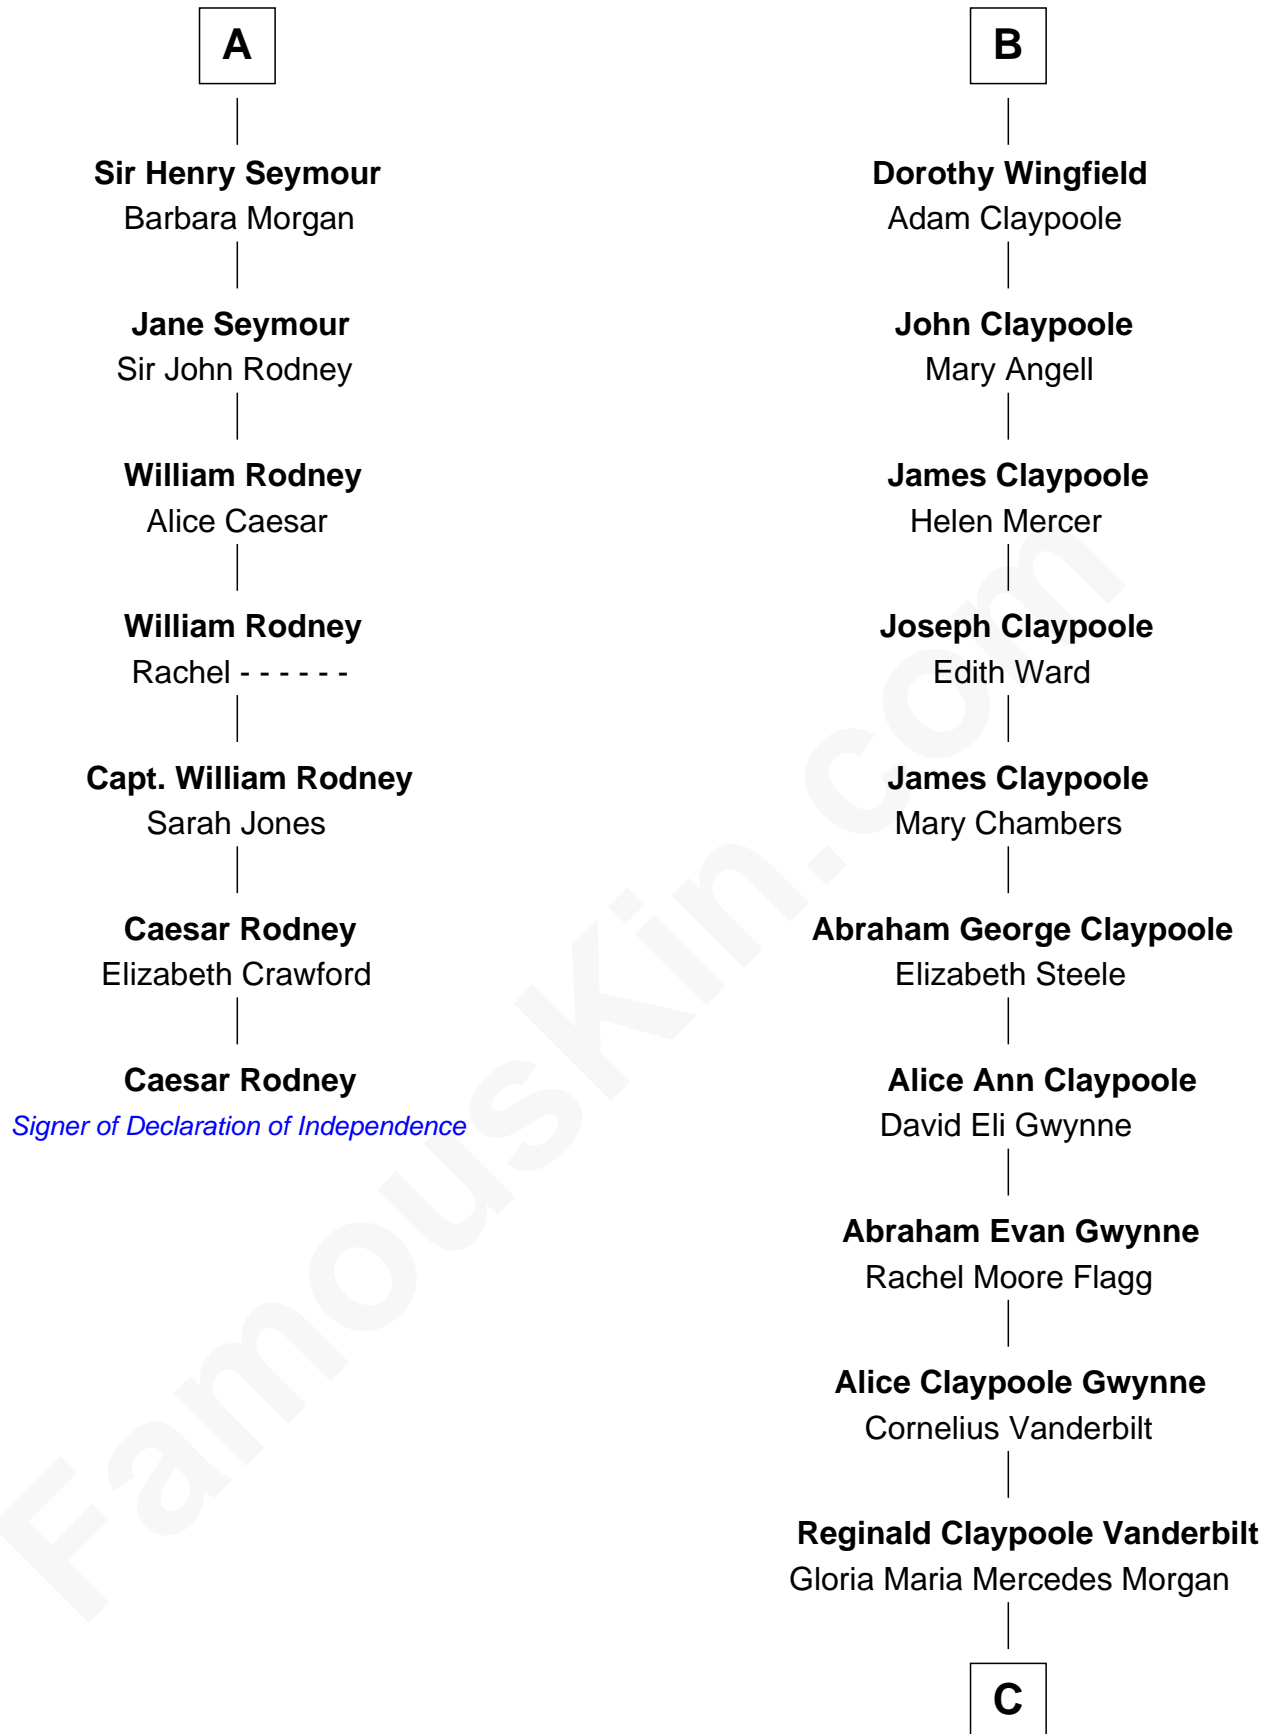 A
Sir Henry Seymour
Barbara Morgan
Jane Seymour
Sir John Rodney
William Rodney
Alice Caesar
William Rodney
Rachel - - - - - -
Capt. William Rodney
Sarah Jones
Caesar Rodney
Elizabeth Crawford
Caesar Rodney
Signer of Declaration of Independence
B
Dorothy Wingfield
Adam Claypoole
John Claypoole
Mary Angell
James Claypoole
Helen Mercer
Joseph Claypoole
Edith Ward
James Claypoole
Mary Chambers
Abraham George Claypoole
Elizabeth Steele
Alice Ann Claypoole
David Eli Gwynne
Abraham Evan Gwynne
Rachel Moore Flagg
Alice Claypoole Gwynne
Cornelius Vanderbilt
Reginald Claypoole Vanderbilt
Gloria Maria Mercedes Morgan
C
FamousKin.com